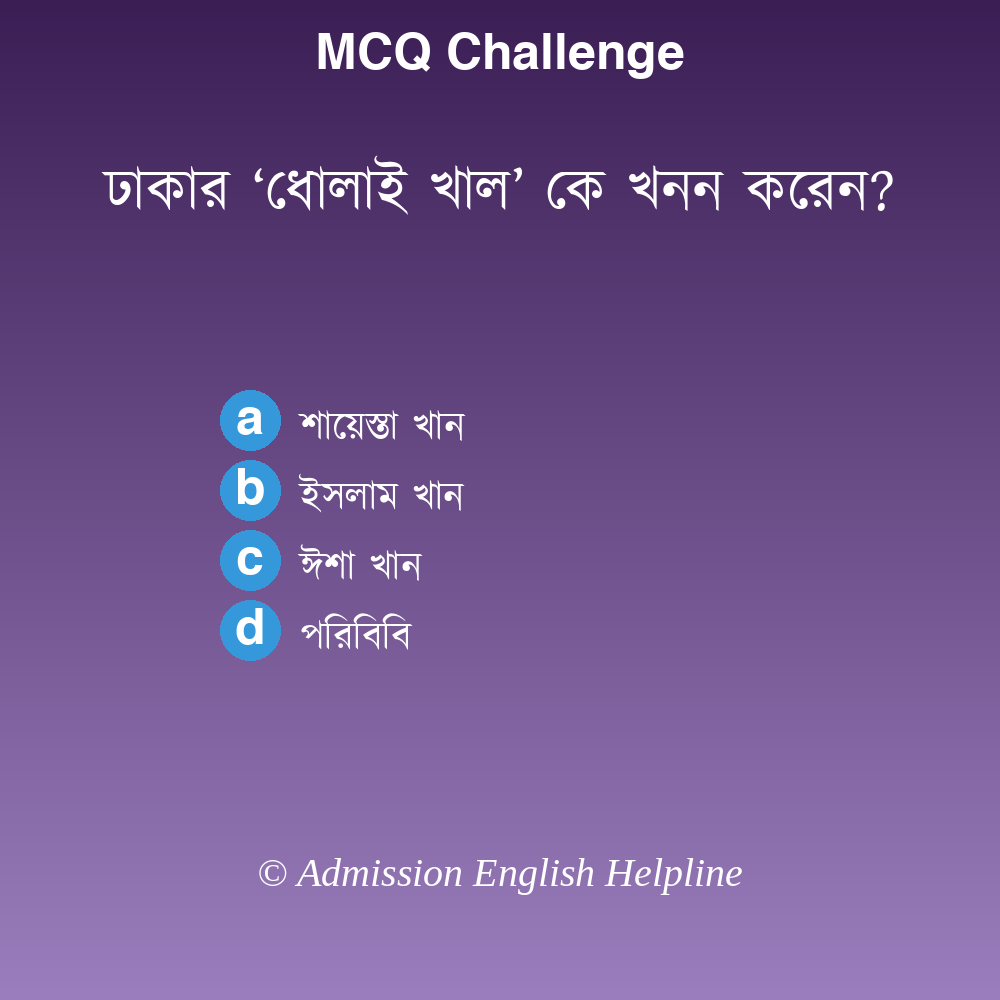 MCQ Challenge
ঢাকার ‘ধোলাই খাল’ কে খনন করেন?
a শায়েস্তা খান
b ইসলাম খান
c ঈশা খান
d পরিবিবি
© Admission English Helpline